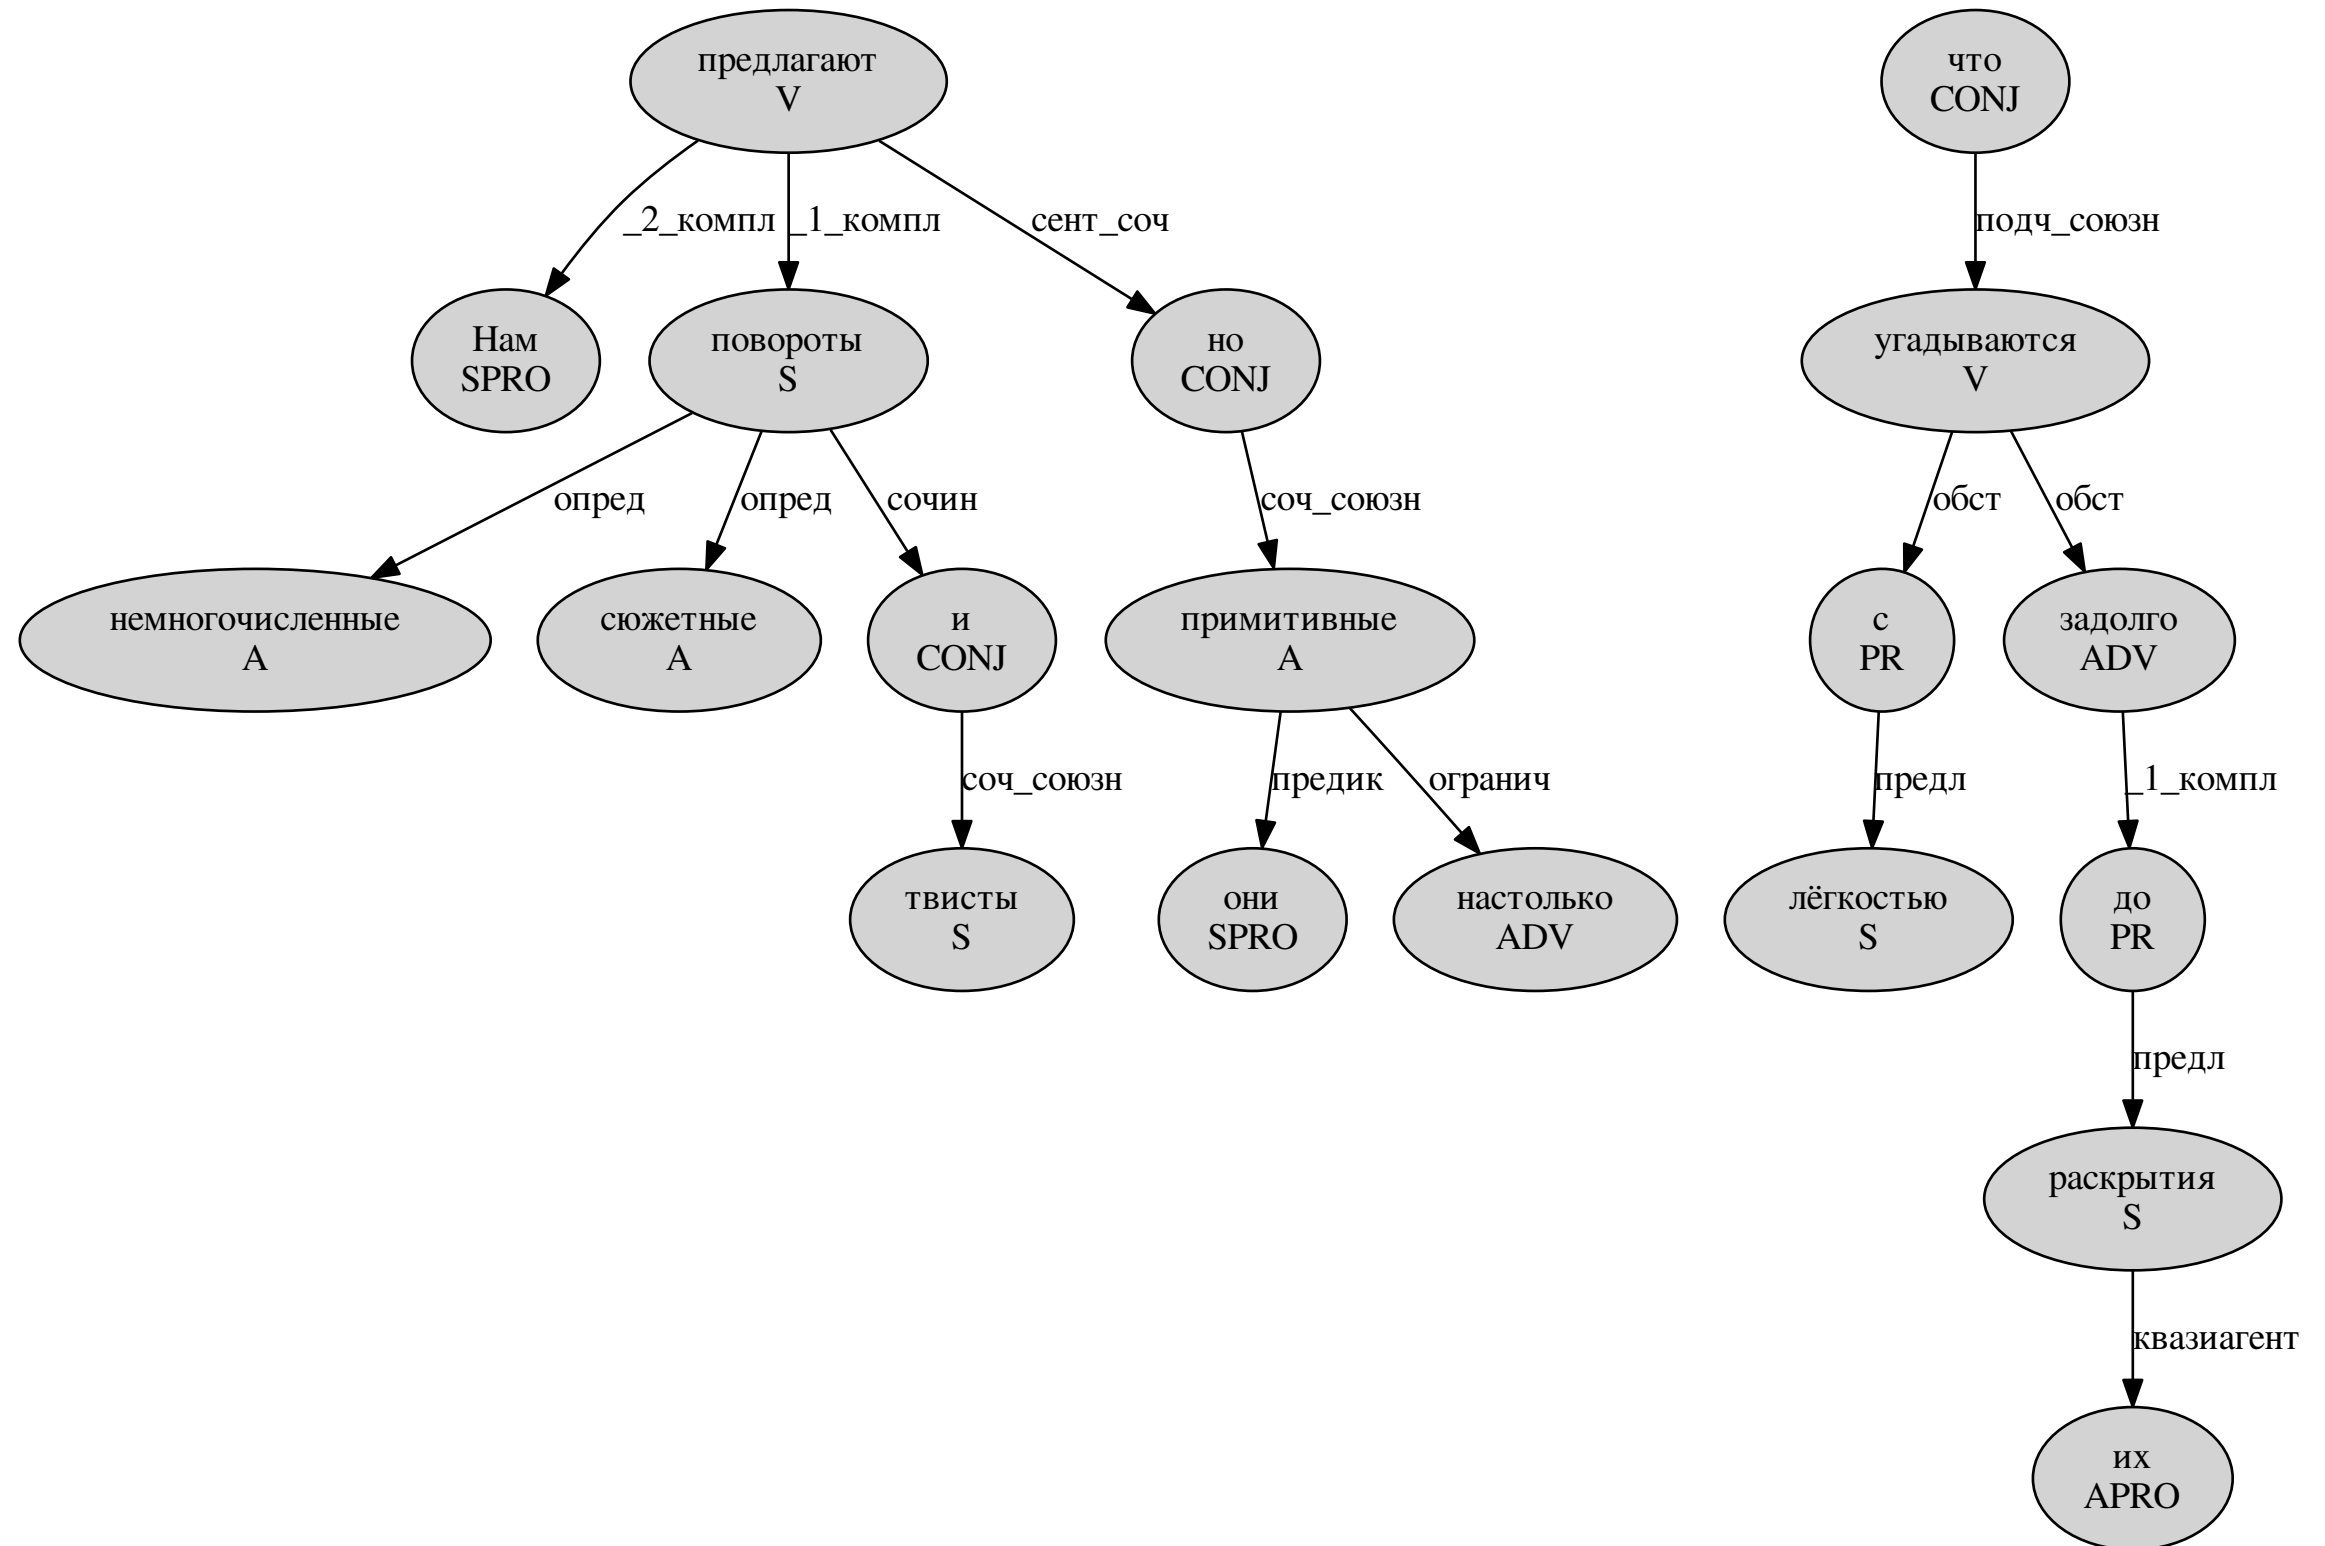 предлагают
V
что
CONJ
_2_компл
_1_компл
сент_соч
подч_союзн
Нам
SPRO
повороты
S
но
CONJ
угадываются
V
опред
опред
сочин
соч_союзн
обст
обст
немногочисленные
A
сюжетные
A
и
CONJ
примитивные
A
с
PR
задолго
ADV
соч_союзн
предик
огранич
предл
_1_компл
твисты
S
они
SPRO
настолько
ADV
лёгкостью
S
до
PR
предл
раскрытия
S
квазиагент
их
APRO